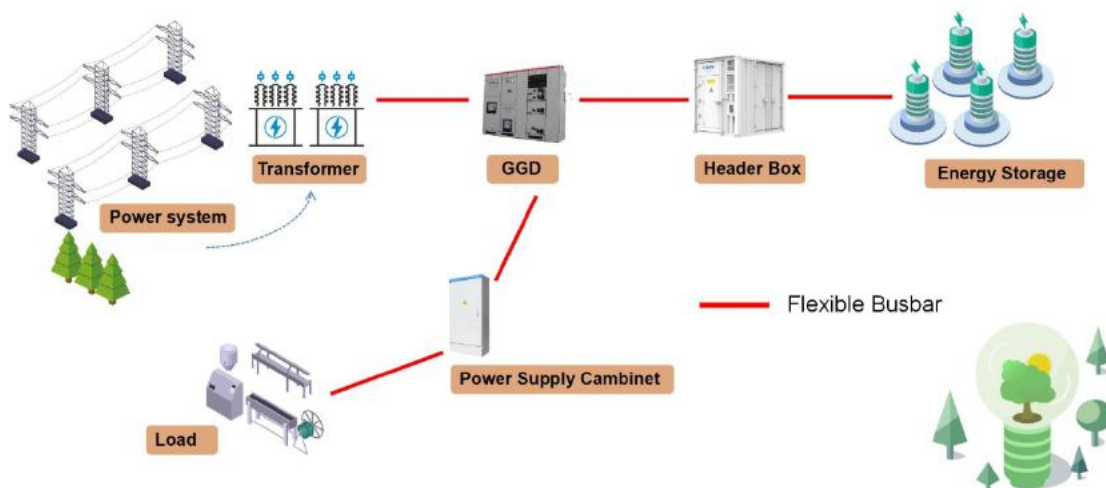 Transformer
GGD
Header Box
Energy Storage
Power system
Flexible Busbar
Power Supply Cambinet
Load